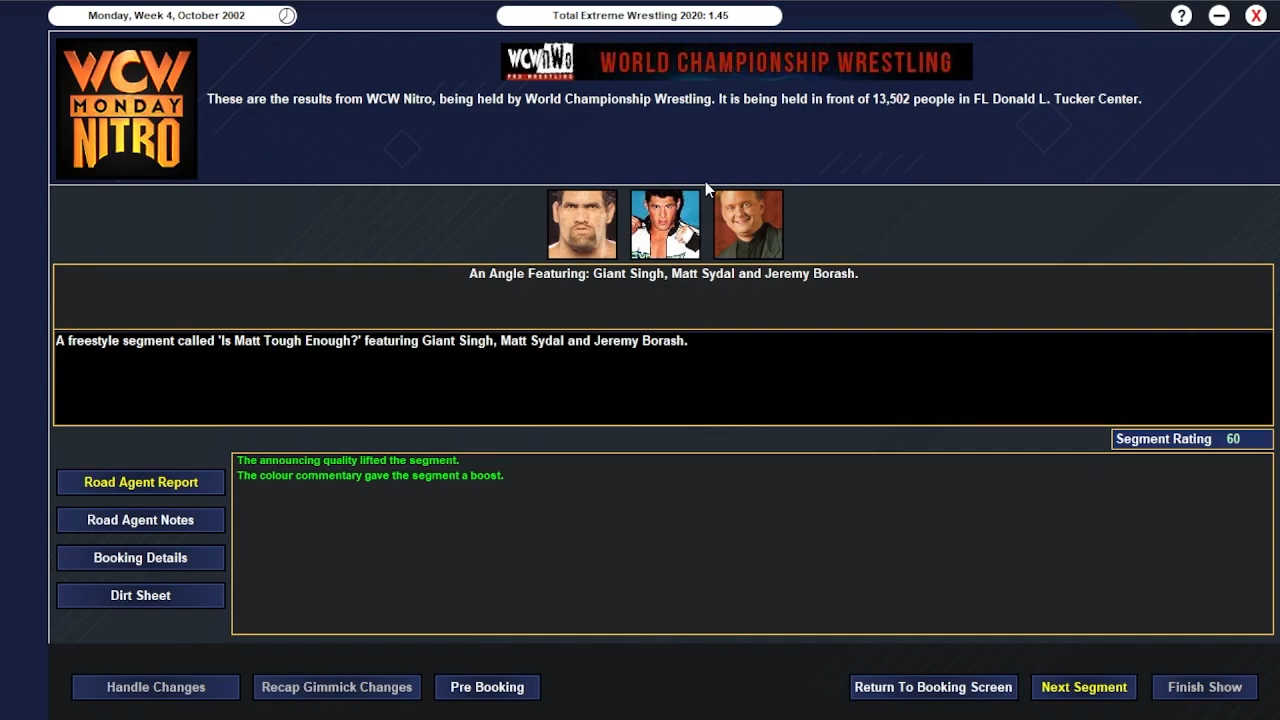 Monday, Week 4, October 2002
Total Extreme Wrestling 2020: 1.45
?
X
WCW
MONDAY
NITRO
WCW nWo
PRO WRESTLING
WORLD CHAMPIONSHIP WRESTLING
These are the results from WCW Nitro, being held by World Championship Wrestling. It is being held in front of 13,502 people in FL Donald L. Tucker Center.
An Angle Featuring: Giant Singh, Matt Sydal and Jeremy Borash.
A freestyle segment called 'Is Matt Tough Enough?' featuring Giant Singh, Matt Sydal and Jeremy Borash.
Segment Rating 60
The announcing quality lifted the segment.
The colour commentary gave the segment a boost.
Road Agent Report
Road Agent Notes
Booking Details
Dirt Sheet
Handle Changes
Recap Gimmick Changes
Pre Booking
Return To Booking Screen
Next Segment
Finish Show